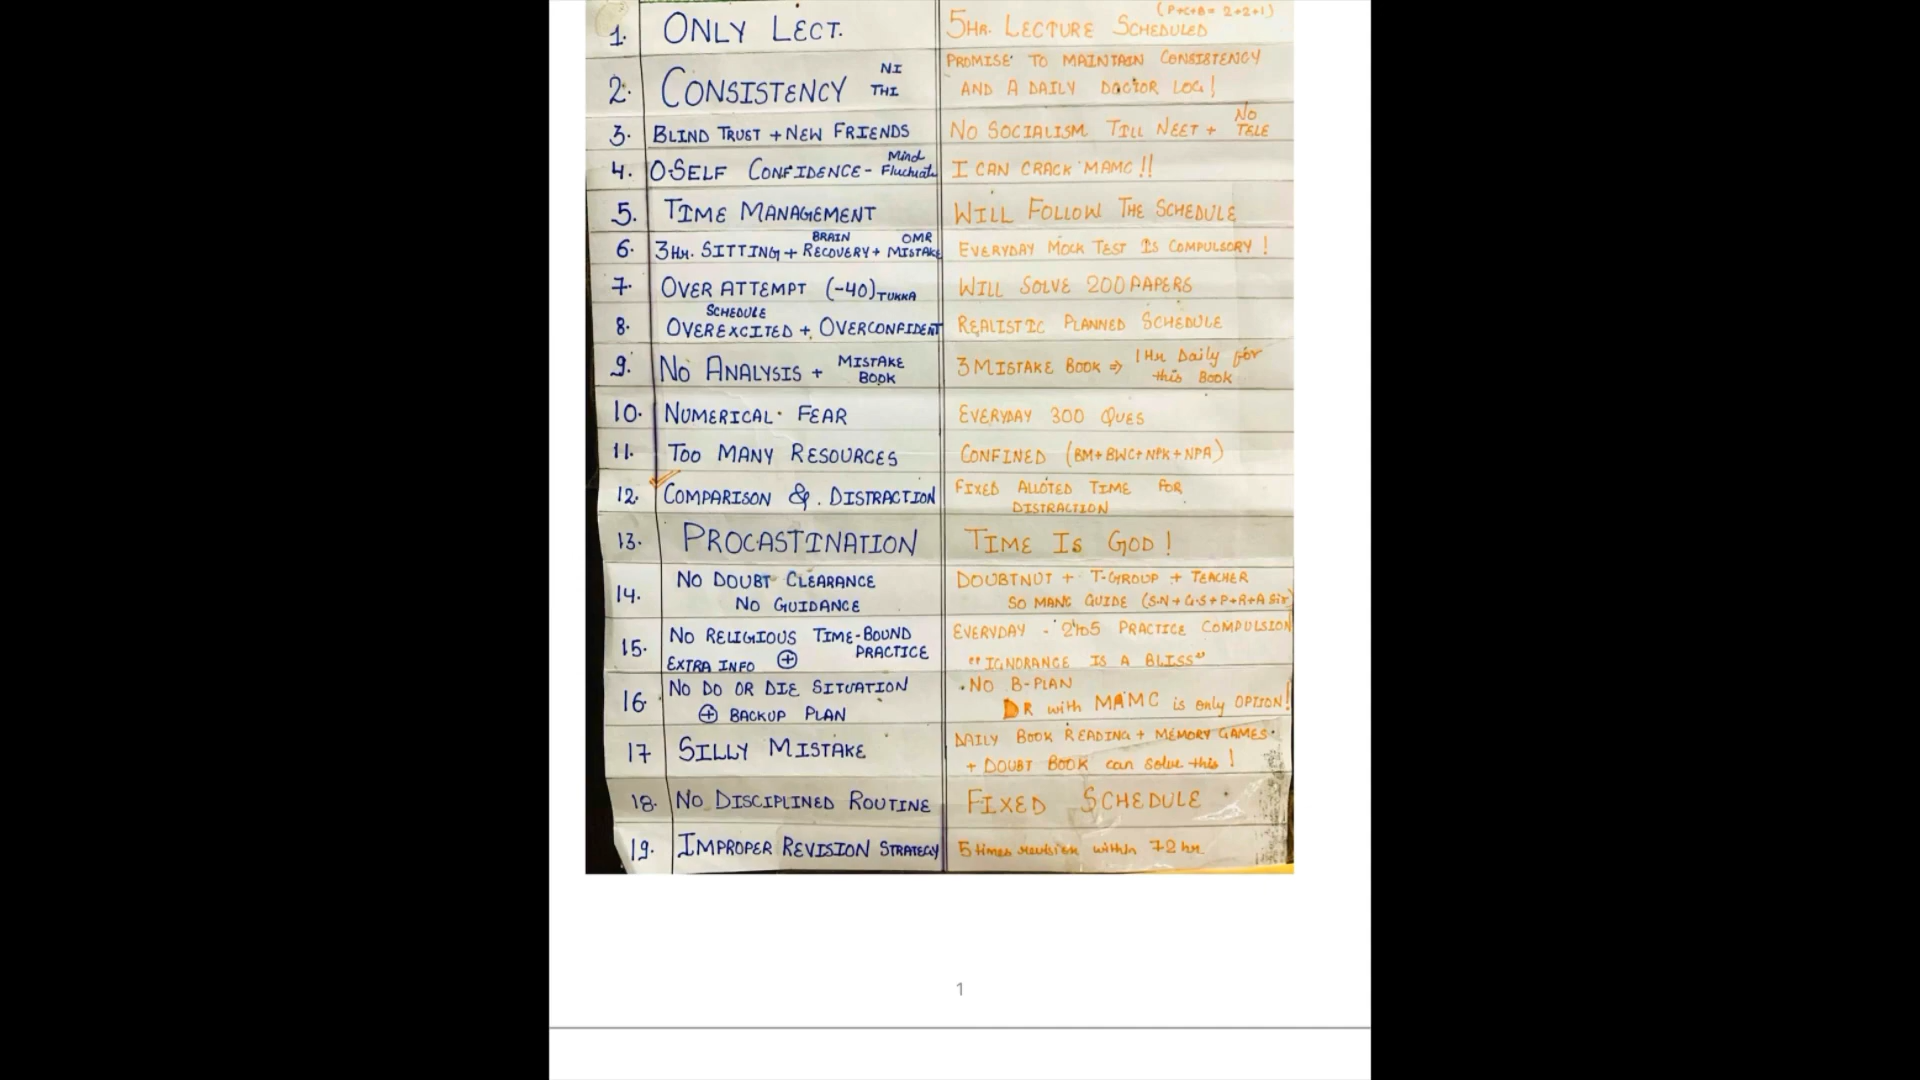 1. ONLY LECT. 5HR. LECTURE SCHEDULED (P+C+B = 2+2+1)
2. CONSISTENCY NI THI PROMISE TO MAINTAIN CONSISTENCY
AND A DAILY DOCTOR LOG!
3. BLIND TRUST + NEW FRIENDS NO SOCIALISM TILL NEET + NO TELE
4. O-SELF CONFIDENCE - Mind I CAN CRACK MAMC!!
5. TIME MANAGEMENT WILL FOLLOW THE SCHEDULE
6. 3Hr. SITTING + BRAIN RECOVERY + OMR MISTAKE EVERYDAY MOCK TEST IS COMPULSORY!
7. OVER ATTEMPT (-40) TUKKA WILL SOLVE 200 PAPERS
8. SCHEDULE OVEREXCITED + OVERCONFIDENT REALISTIC PLANNED SCHEDULE
9. NO ANALYSIS + MISTAKE BOOK 3 MISTAKE BOOK ⇒ 1 Hr Daily for
this BOOK
10. NUMERICAL FEAR EVERYDAY 300 QUES
11. TOO MANY RESOURCES CONFINED (BM+BWC+NPK+NPA)
12. COMPARISON & DISTRACTION FIXED ALLOTED TIME FOR
DISTRACTION
13. PROCASTINATION TIME IS GOD!
14. NO DOUBT CLEARANCE DOUBTNUT + T-GROUP + TEACHER
NO GUIDANCE SO MANY GUIDE (S.N+G.S+P+R+A Sir)
15. NO RELIGIOUS TIME-BOUND PRACTICE EVERYDAY - 2 to 5 PRACTICE COMPULSION
EXTRA INFO ⊕ "IGNORANCE IS A BLISS"
16. NO DO OR DIE SITUATION .NO B-PLAN
⊕ BACKUP PLAN DR with MAMC is only OPTION!
17 SILLY MISTAKE DAILY BOOK READING + MEMORY GAMES
+ DOUBT BOOK can solve this!
18. NO DISCIPLINED ROUTINE FIXED SCHEDULE
19. IMPROPER REVISION STRATEGY 5 times revision within 72 hr
1